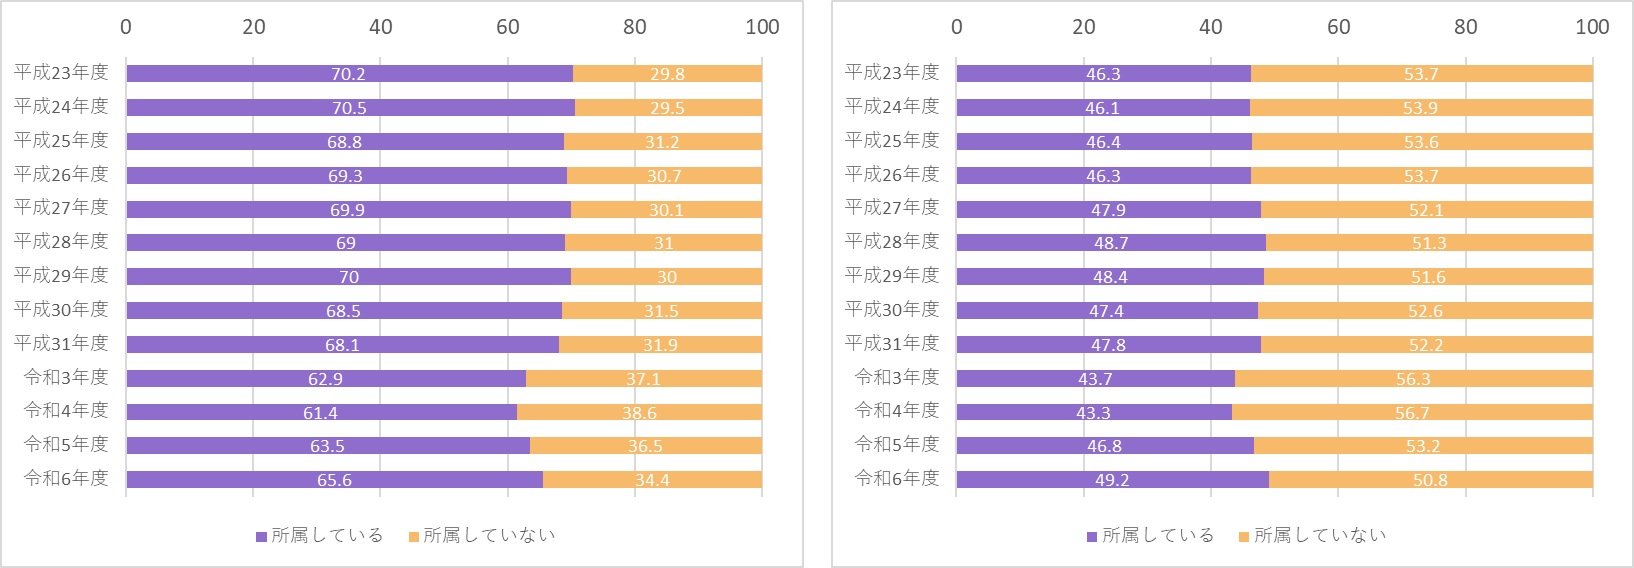 0 20 40 60 80 100
平成23年度 70.2 29.8
平成24年度 70.5 29.5
平成25年度 68.8 31.2
平成26年度 69.3 30.7
平成27年度 69.9 30.1
平成28年度 69 31
平成29年度 70 30
平成30年度 68.5 31.5
平成31年度 68.1 31.9
令和3年度 62.9 37.1
令和4年度 61.4 38.6
令和5年度 63.5 36.5
令和6年度 65.6 34.4
所属している 所属していない
0 20 40 60 80 100
平成23年度 46.3 53.7
平成24年度 46.1 53.9
平成25年度 46.4 53.6
平成26年度 46.3 53.7
平成27年度 47.9 52.1
平成28年度 48.7 51.3
平成29年度 48.4 51.6
平成30年度 47.4 52.6
平成31年度 47.8 52.2
令和3年度 43.7 56.3
令和4年度 43.3 56.7
令和5年度 46.8 53.2
令和6年度 49.2 50.8
所属している 所属していない